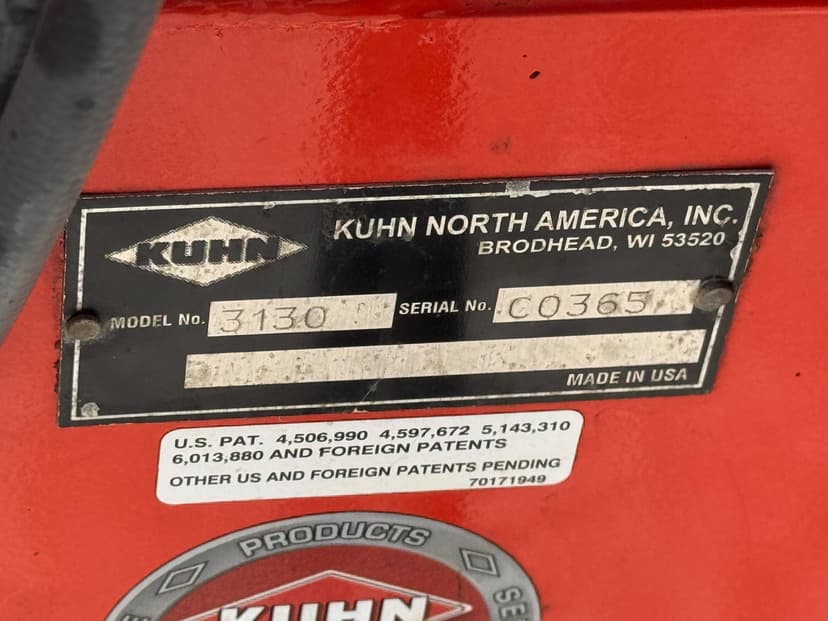 KUHN
KUHN NORTH AMERICA, INC.
BRODHEAD, WI 53520
MODEL No. 3130 SERIAL No. C0365
MADE IN USA
U.S. PAT. 4,506,990 4,597,672 5,143,310
6,013,880 AND FOREIGN PATENTS
OTHER US AND FOREIGN PATENTS PENDING
70171949
PRODUCTS
KUHN